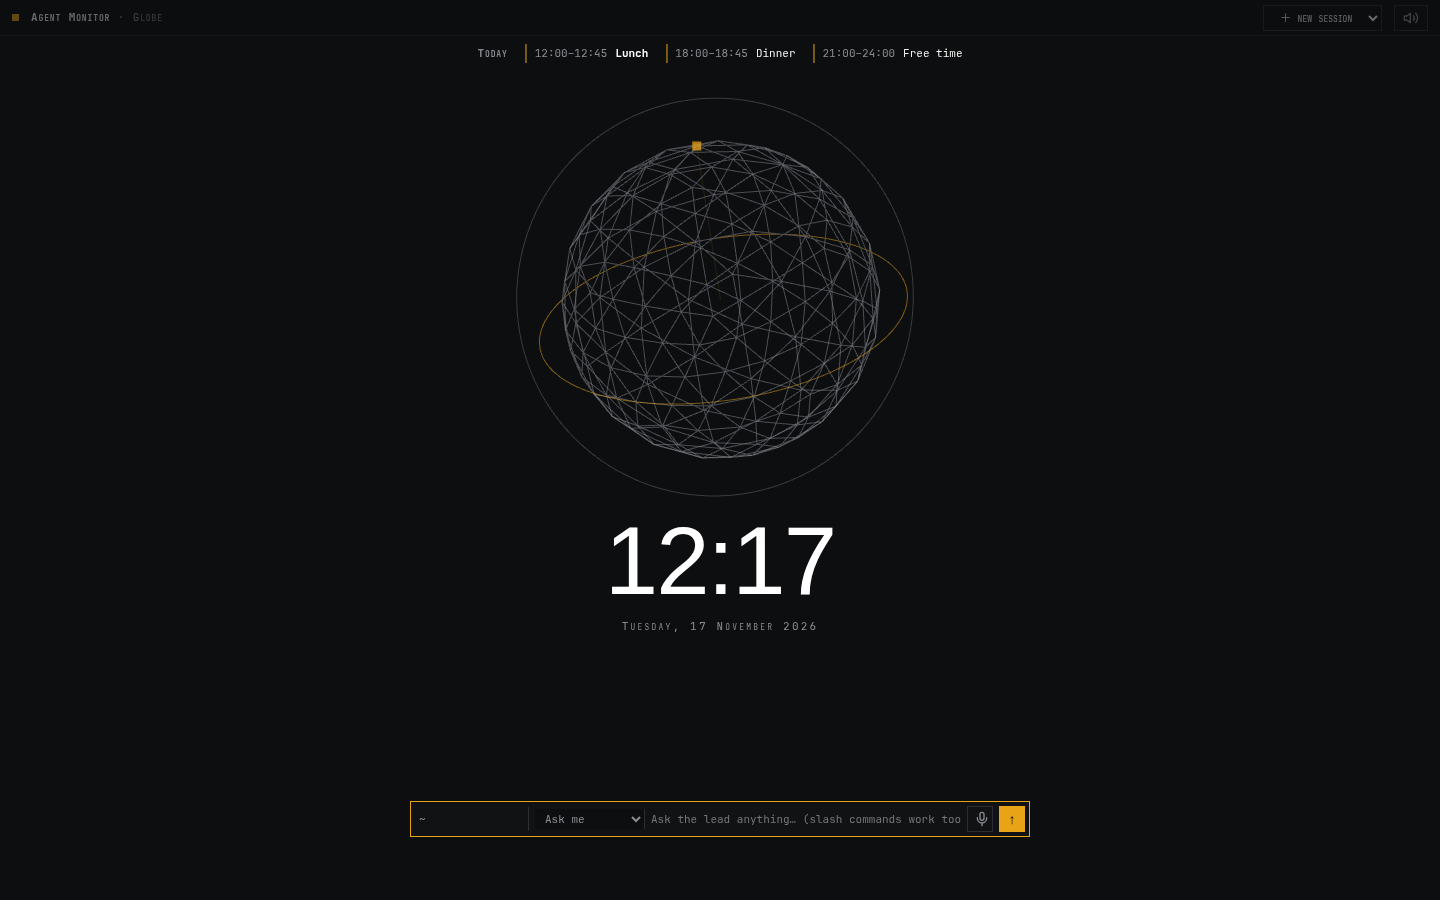 Agent Monitor · Globe
+ NEW SESSION
Today 12:00–12:45 Lunch 18:00–18:45 Dinner 21:00–24:00 Free time
12:17
Tuesday, 17 November 2026
~ Ask me Ask the lead anything… (slash commands work too ↑